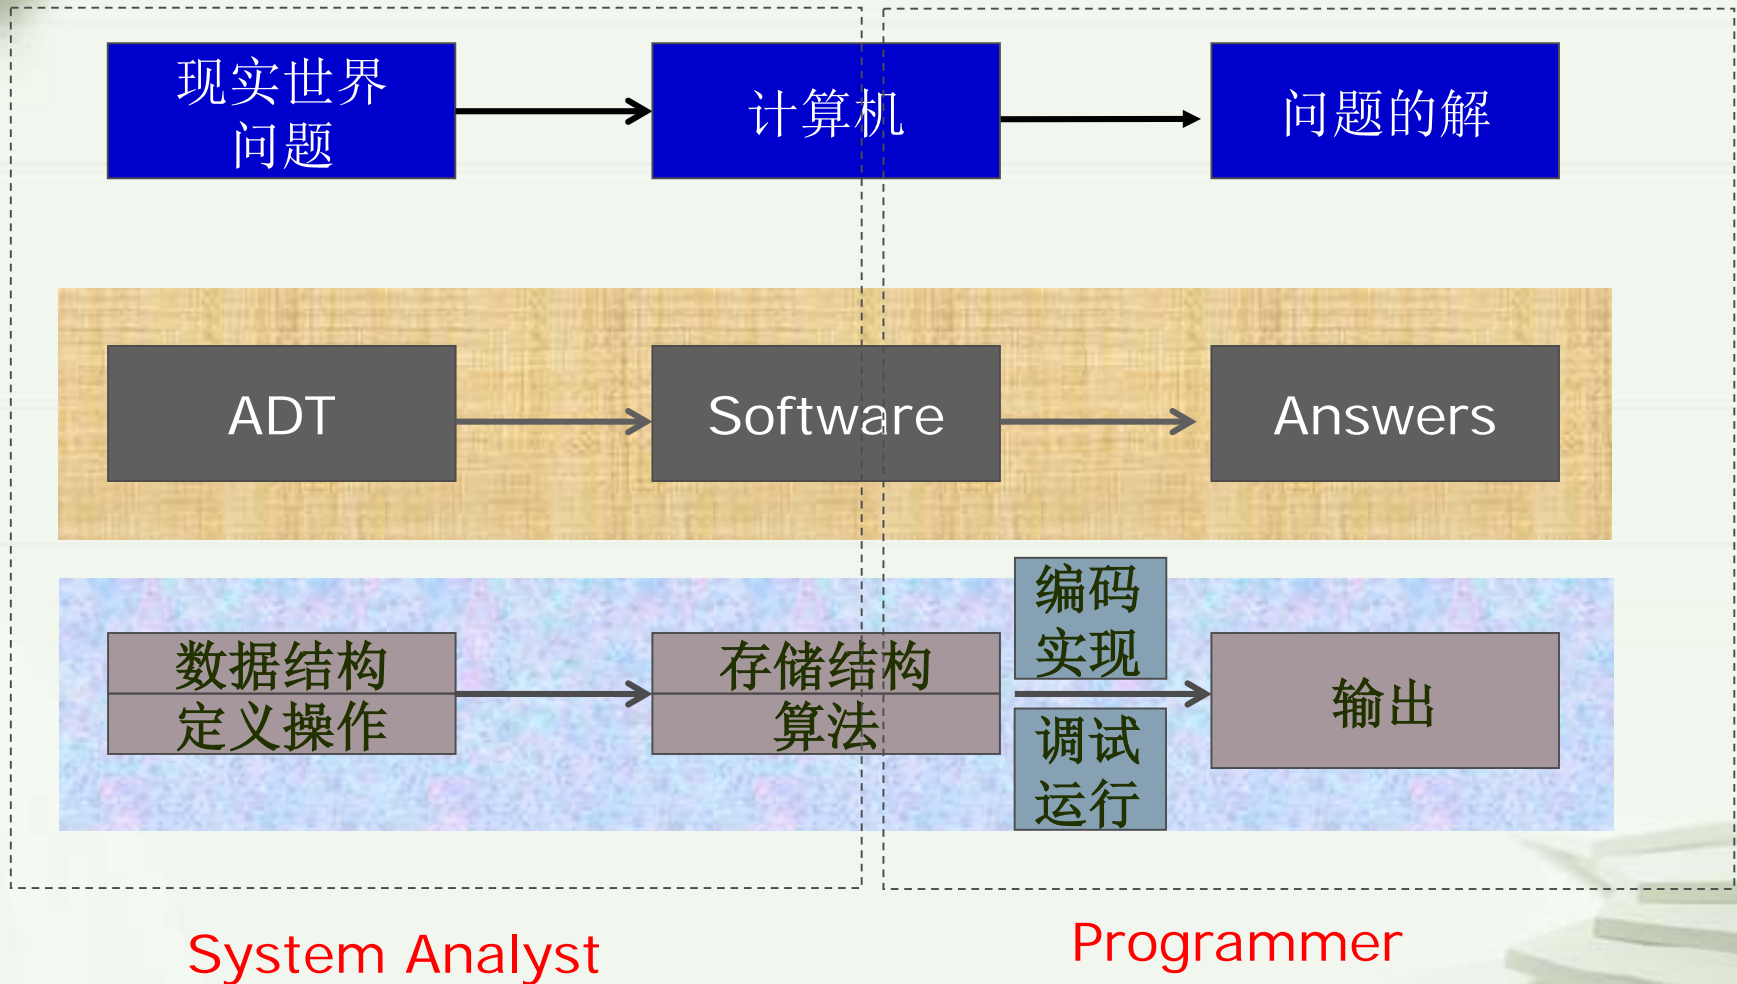 现实世界
问题
计算机
问题的解
ADT
Software
Answers
数据结构
定义操作
存储结构
算法
编码
实现
调试
运行
输出
System Analyst
Programmer